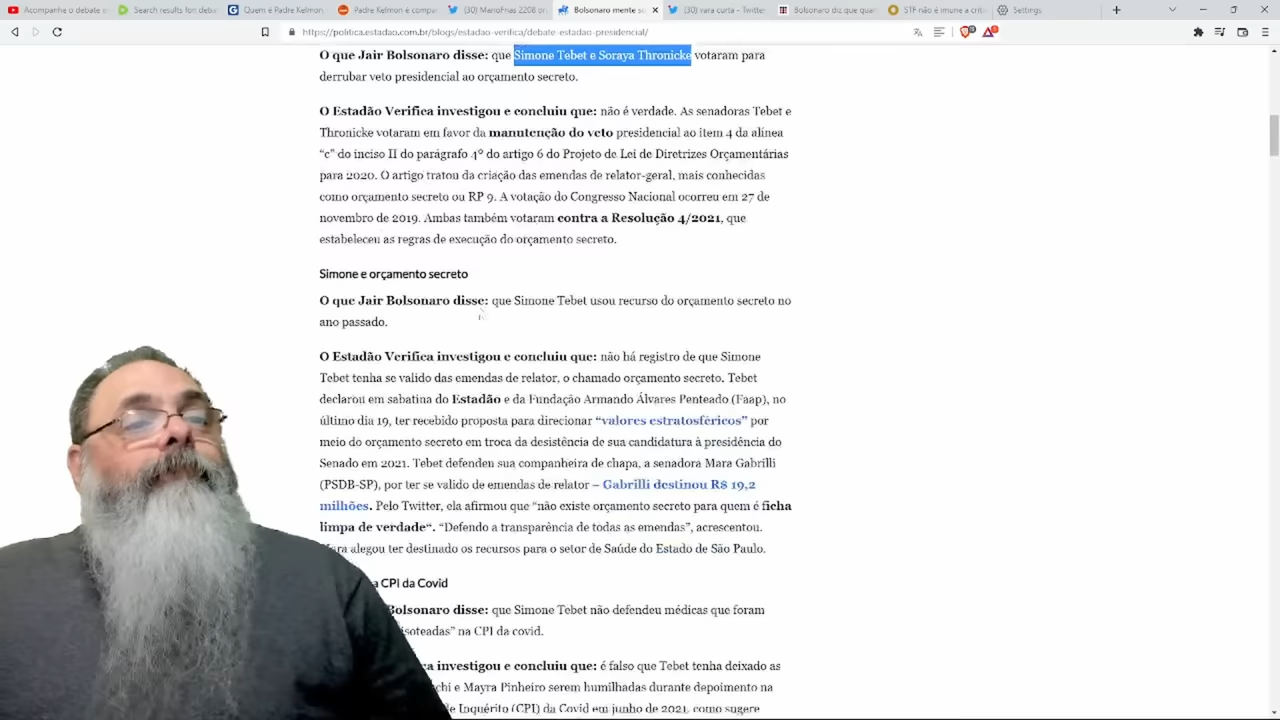 Acompanhe o debate e
Search results for: debat
Quem é Padre Kelmon
Padre Kelmon é compa
(30) MarioFrias 2208 on
Bolsonaro mente so
(30) vara curta - Twitter
Bolsonaro diz que quan
STF não é imune a crític
Settings
https://politica.estadao.com.br/blogs/estadao-verifica/debate-estadao-presidencial/
O que Jair Bolsonaro disse: que Simone Tebet e Soraya Thronicke votaram para
derrubar veto presidencial ao orçamento secreto.
O Estadão Verifica investigou e concluiu que: não é verdade. As senadoras Tebet e
Thronicke votaram em favor da manutenção do veto presidencial ao item 4 da alínea
“c” do inciso II do parágrafo 4º do artigo 6 do Projeto de Lei de Diretrizes Orçamentárias
para 2020. O artigo tratou da criação das emendas de relator-geral, mais conhecidas
como orçamento secreto ou RP 9. A votação do Congresso Nacional ocorreu em 27 de
novembro de 2019. Ambas também votaram contra a Resolução 4/2021, que
estabeleceu as regras de execução do orçamento secreto.
Simone e orçamento secreto
O que Jair Bolsonaro disse: que Simone Tebet usou recurso do orçamento secreto no
ano passado.
O Estadão Verifica investigou e concluiu que: não há registro de que Simone
Tebet tenha se valido das emendas de relator, o chamado orçamento secreto. Tebet
declarou em sabatina do Estadão e da Fundação Armando Álvares Penteado (Faap), no
último dia 19, ter recebido proposta para direcionar “valores estratosféricos” por
meio do orçamento secreto em troca da desistência de sua candidatura à presidência do
Senado em 2021. Tebet defendeu sua companheira de chapa, a senadora Mara Gabrilli
(PSDB-SP), por ter se valido de emendas de relator – Gabrilli destinou R$ 19,2
milhões. Pelo Twitter, ela afirmou que “não existe orçamento secreto para quem é ficha
limpa de verdade“. “Defendo a transparência de todas as emendas”, acrescentou.
Mara alegou ter destinado os recursos para o setor de Saúde do Estado de São Paulo.
a CPI da Covid
Bolsonaro disse: que Simone Tebet não defendeu médicas que foram
isoteadas” na CPI da covid.
ca investigou e concluiu que: é falso que Tebet tenha deixado as
chi e Mayra Pinheiro serem humilhadas durante depoimento na
de Inquérito (CPI) da Covid em junho de 2021, como sugere